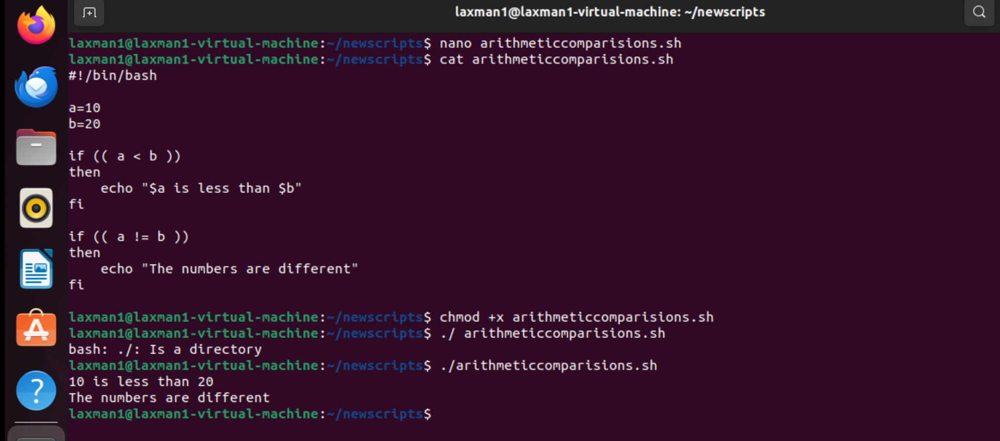 laxman1@laxman1-virtual-machine: ~/newscripts
laxman1@laxman1-virtual-machine:~/newscripts$ nano arithmeticcomparisions.sh
laxman1@laxman1-virtual-machine:~/newscripts$ cat arithmeticcomparisions.sh
#!/bin/bash
a=10
b=20
if (( a < b ))
then
    echo "$a is less than $b"
fi
if (( a != b ))
then
    echo "The numbers are different"
fi
laxman1@laxman1-virtual-machine:~/newscripts$ chmod +x arithmeticcomparisions.sh
laxman1@laxman1-virtual-machine:~/newscripts$ ./ arithmeticcomparisions.sh
bash: ./: Is a directory
laxman1@laxman1-virtual-machine:~/newscripts$ ./arithmeticcomparisions.sh
10 is less than 20
The numbers are different
laxman1@laxman1-virtual-machine:~/newscripts$